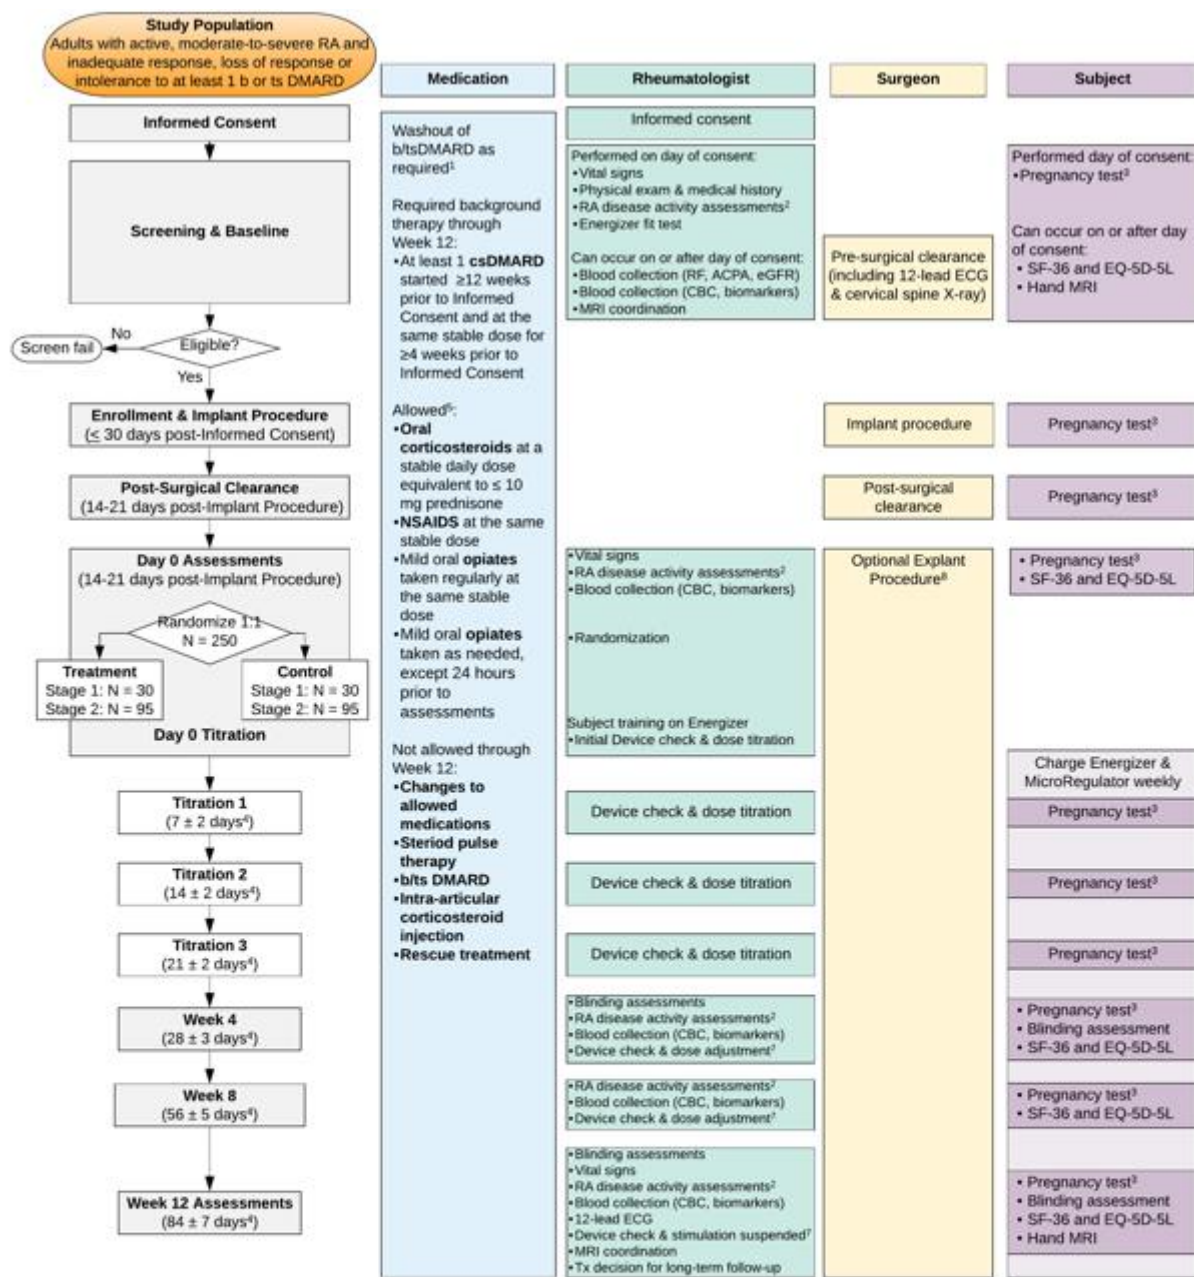 Study Population
Adults with active, moderate-to-severe RA and
inadequate response, loss of response or
intolerance to at least 1 b or ts DMARD
Informed Consent
Screening & Baseline
Eligible?
No
Screen fail
Yes
Enrollment & Implant Procedure
(≤ 30 days post-Informed Consent)
Post-Surgical Clearance
(14-21 days post-Implant Procedure)
Day 0 Assessments
(14-21 days post-Implant Procedure)
Randomize 1:1
N = 250
Treatment
Stage 1: N = 30
Stage 2: N = 95
Control
Stage 1: N = 30
Stage 2: N = 95
Day 0 Titration
Titration 1
(7 ± 2 days⁴)
Titration 2
(14 ± 2 days⁴)
Titration 3
(21 ± 2 days⁴)
Week 4
(28 ± 3 days⁴)
Week 8
(56 ± 5 days⁴)
Week 12 Assessments
(84 ± 7 days⁴)
Medication
Washout of
b/tsDMARD as
required¹
Required background
therapy through
Week 12:
•At least 1 csDMARD
started ≥12 weeks
prior to Informed
Consent and at the
same stable dose for
≥4 weeks prior to
Informed Consent
Allowed⁵:
•Oral
corticosteroids at a
stable daily dose
equivalent to ≤ 10
mg prednisone
•NSAIDS at the same
stable dose
•Mild oral opiates
taken regularly at
the same stable
dose
•Mild oral opiates
taken as needed,
except 24 hours
prior to
assessments
Not allowed through
Week 12:
•Changes to
allowed
medications
•Steriod pulse
therapy
•b/ts DMARD
•Intra-articular
corticosteroid
injection
•Rescue treatment
Rheumatologist
Informed consent
Performed on day of consent:
•Vital signs
•Physical exam & medical history
•RA disease activity assessments²
•Energizer fit test
Can occur on or after day of consent:
•Blood collection (RF, ACPA, eGFR)
•Blood collection (CBC, biomarkers)
•MRI coordination
•Vital signs
•RA disease activity assessments²
•Blood collection (CBC, biomarkers)
•Randomization
Subject training on Energizer
•Initial Device check & dose titration
Device check & dose titration
Device check & dose titration
Device check & dose titration
•Blinding assessments
•RA disease activity assessments²
•Blood collection (CBC, biomarkers)
•Device check & dose adjustment⁷
•RA disease activity assessments²
•Blood collection (CBC, biomarkers)
•Device check & dose adjustment⁷
•Blinding assessments
•Vital signs
•RA disease activity assessments²
•Blood collection (CBC, biomarkers)
•12-lead ECG
•Device check & stimulation suspended⁷
•MRI coordination
•Tx decision for long-term follow-up
Surgeon
Pre-surgical clearance
(including 12-lead ECG
& cervical spine X-ray)
Implant procedure
Post-surgical
clearance
Optional Explant
Procedure⁸
Subject
Performed day of consent:
•Pregnancy test³
Can occur on or after day
of consent:
• SF-36 and EQ-5D-5L
• Hand MRI
Pregnancy test³
Pregnancy test³
• Pregnancy test³
• SF-36 and EQ-5D-5L
Charge Energizer &
MicroRegulator weekly
Pregnancy test³
Pregnancy test³
Pregnancy test³
• Pregnancy test³
• Blinding assessment
• SF-36 and EQ-5D-5L
• Pregnancy test³
• SF-36 and EQ-5D-5L
• Pregnancy test³
• Blinding assessment
• SF-36 and EQ-5D-5L
• Hand MRI